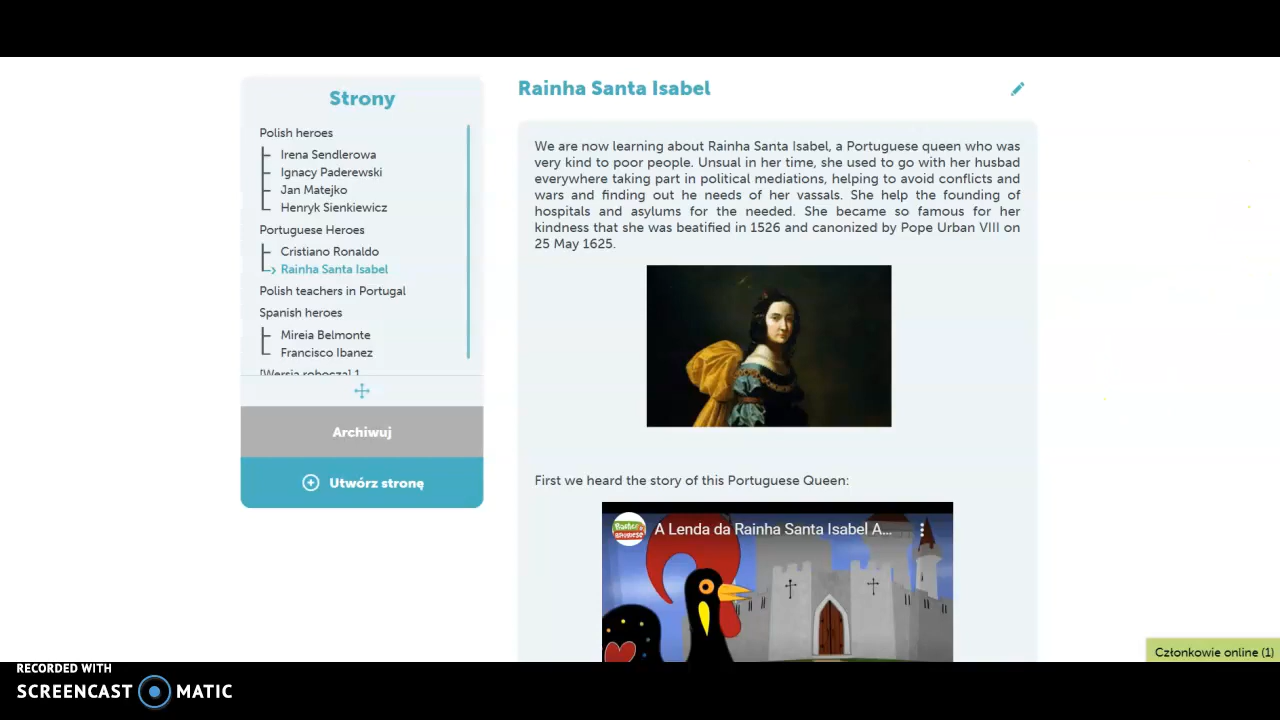 Strony
Polish heroes
Irena Sendlerowa
Ignacy Paderewski
Jan Matejko
Henryk Sienkiewicz
Portuguese Heroes
Cristiano Ronaldo
Rainha Santa Isabel
Polish teachers in Portugal
Spanish heroes
Mireia Belmonte
Francisco Ibanez
[Wersja robocza] 1
Archiwuj
Utwórz stronę
Rainha Santa Isabel
We are now learning about Rainha Santa Isabel, a Portuguese queen who was
very kind to poor people. Unsual in her time, she used to go with her husbad
everywhere taking part in political mediations, helping to avoid conflicts and
wars and finding out he needs of her vassals. She help the founding of
hospitals and asylums for the needed. She became so famous for her
kindness that she was beatified in 1526 and canonized by Pope Urban VIII on
25 May 1625.
First we heard the story of this Portuguese Queen:
A Lenda da Rainha Santa Isabel A...
Członkowie online (1)
RECORDED WITH
SCREENCAST MATIC